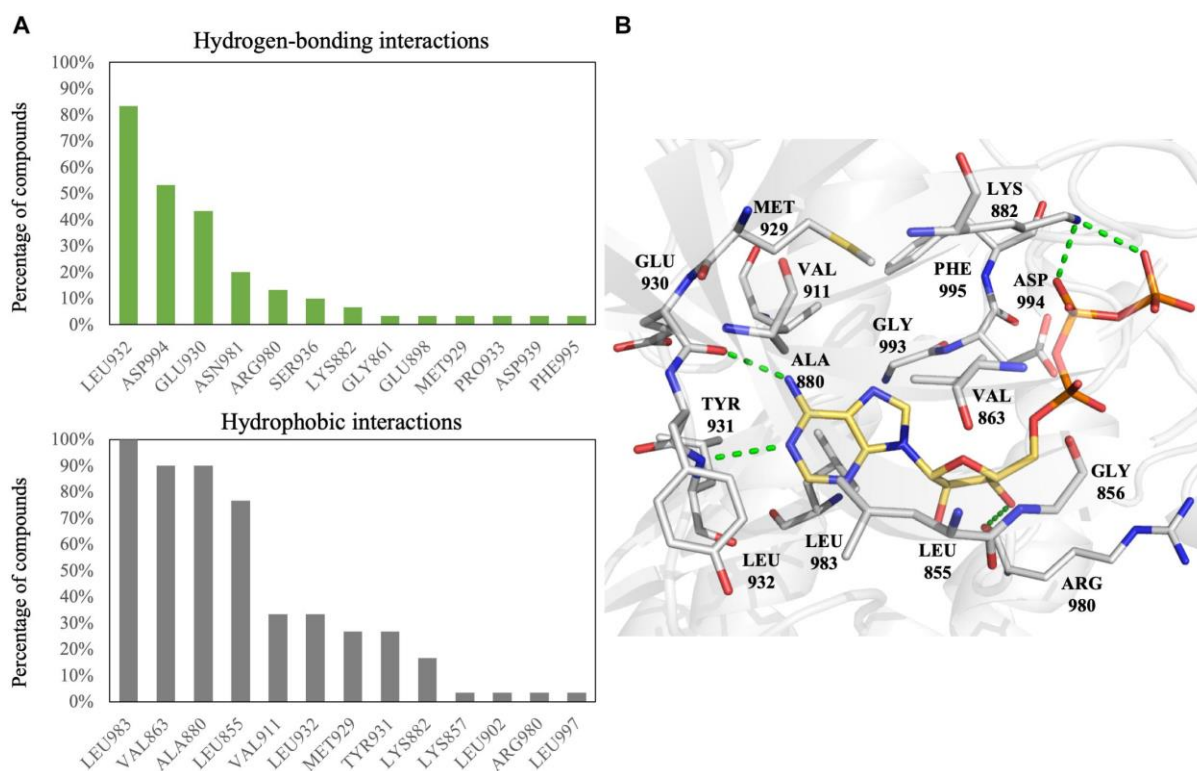 A
Hydrogen-bonding interactions
Percentage of compounds
100%
90%
80%
70%
60%
50%
40%
30%
20%
10%
0%
LEU932
ASP994
GLU930
ASN981
ARG980
SER936
LYS882
GLY861
GLU898
MET929
PRO933
ASP939
PHE995
Hydrophobic interactions
Percentage of compounds
100%
90%
80%
70%
60%
50%
40%
30%
20%
10%
0%
LEU983
VAL863
ALA880
LEU855
VAL911
LEU932
MET929
TYR931
LYS882
LYS857
LEU902
ARG980
LEU997
B
LYS
882
MET
929
GLU
930
VAL
911
PHE
995
ASP
994
GLY
993
ALA
880
VAL
863
TYR
931
GLY
856
LEU
932
LEU
983
LEU
855
ARG
980